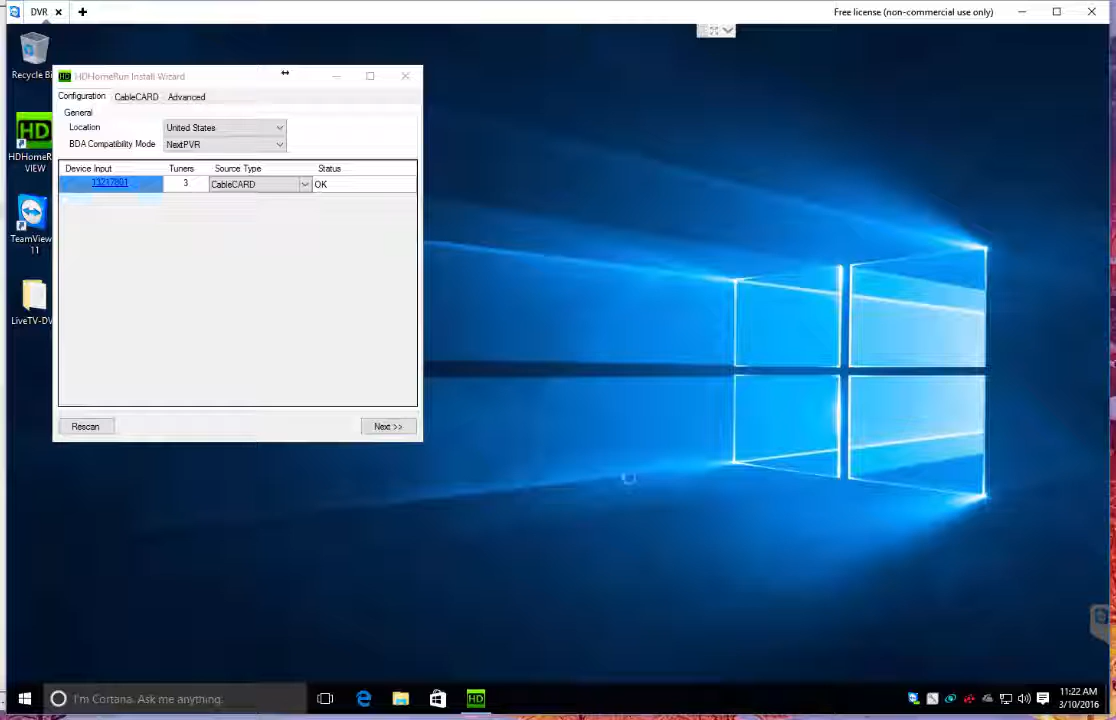 DVR
Free license (non-commercial use only)
Recycle Bi
HDHomeRun Install Wizard
Configuration CableCARD Advanced
General
Location United States
BDA Compatibility Mode NextPVR
Device Input Tuners Source Type Status
3 CableCARD OK
HD
HDHomeR
VIEW
TeamView
11
LiveTV-DV
Rescan Next >>
I'm Cortana. Ask me anything.
HD
11:22 AM
3/10/2016